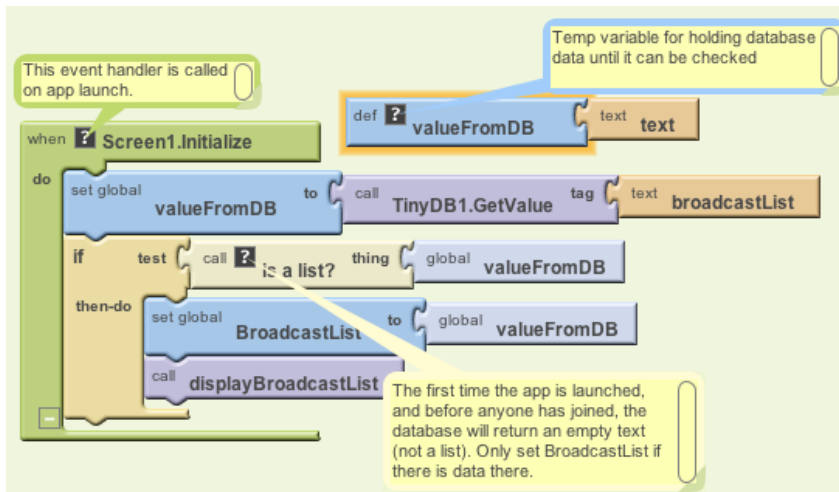 Temp variable for holding database
data until it can be checked
This event handler is called
on app launch.
def ? valueFromDB text text
when ? Screen1.Initialize
do
set global valueFromDB to call TinyDB1.GetValue tag text broadcastList
if test call ? is a list? thing global valueFromDB
then-do set global BroadcastList to global valueFromDB
call displayBroadcastList
The first time the app is launched,
and before anyone has joined, the
database will return an empty text
(not a list). Only set BroadcastList if
there is data there.